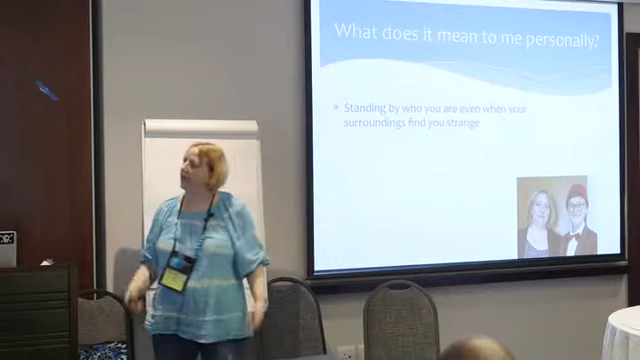 What does it mean to me personally?
Standing by who you are even when your
surroundings find you strange